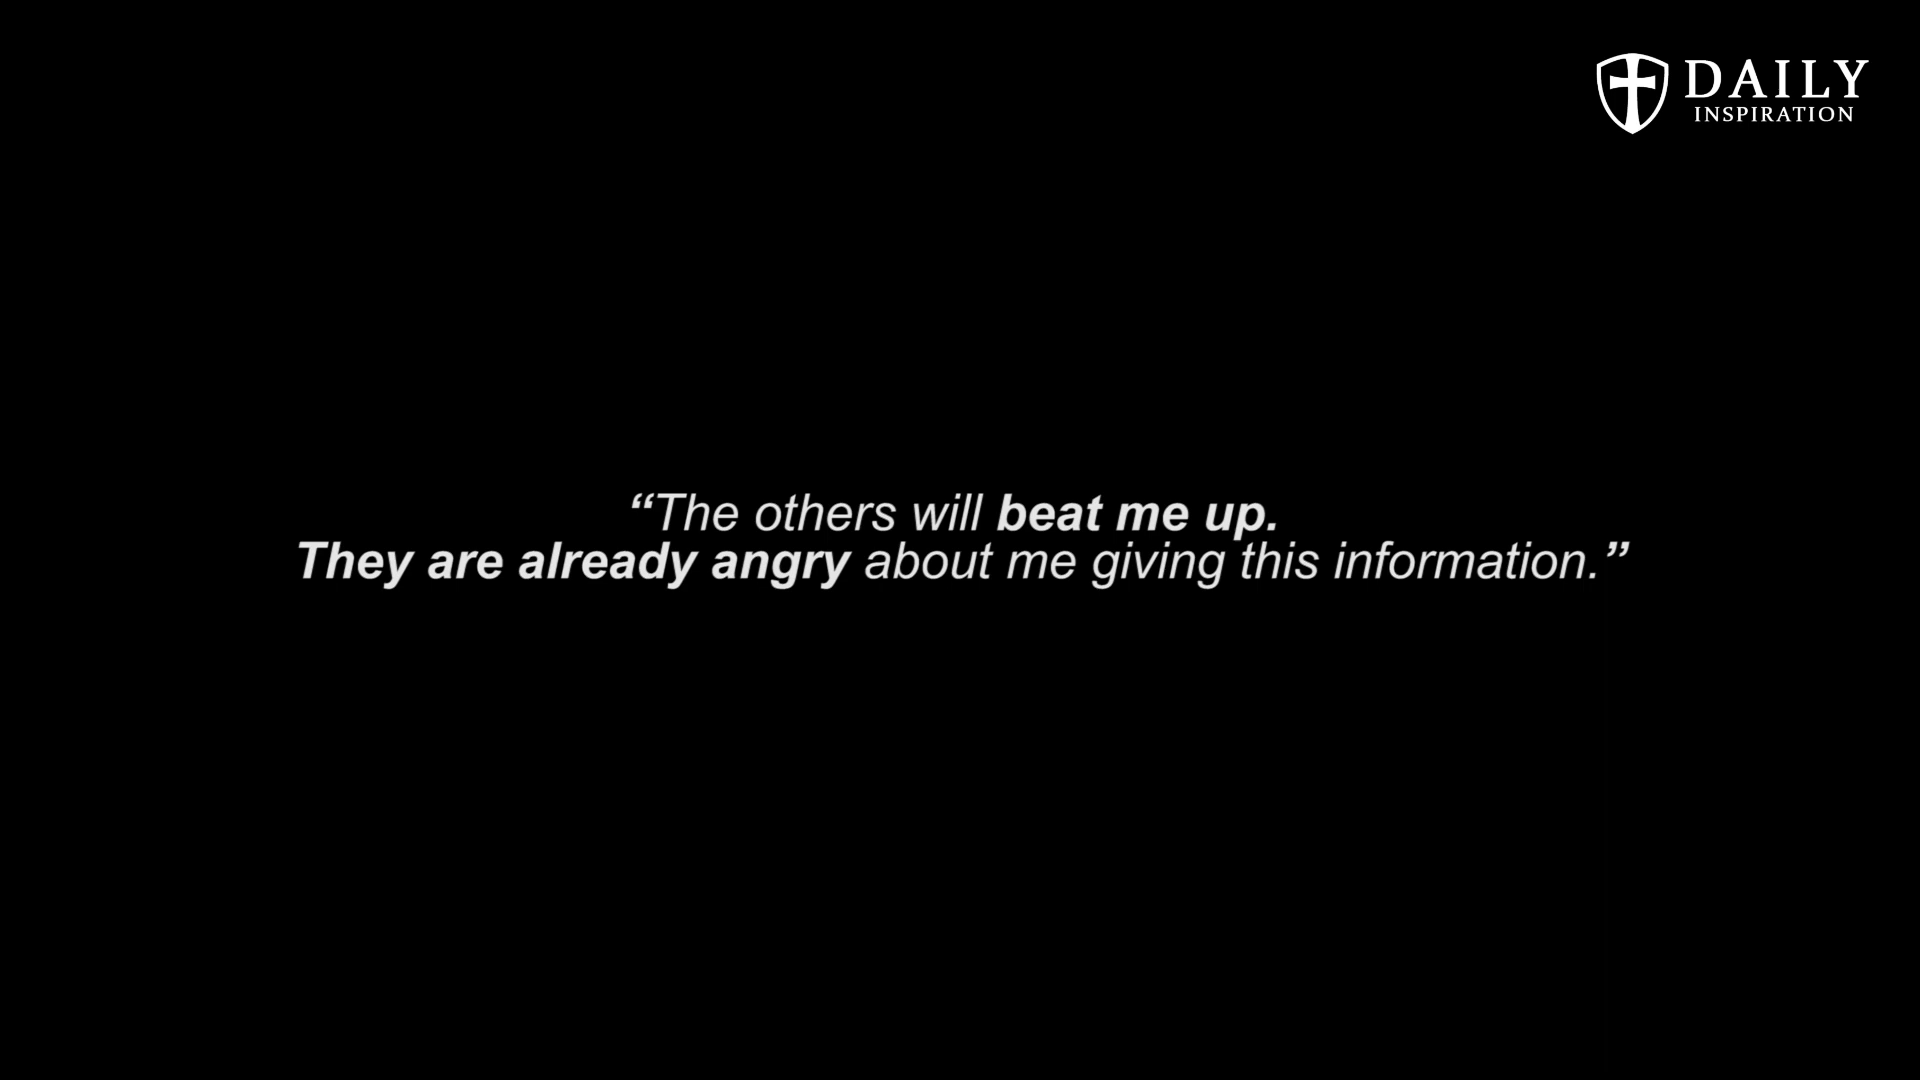 DAILY
INSPIRATION
“The others will beat me up.
They are already angry about me giving this information.”